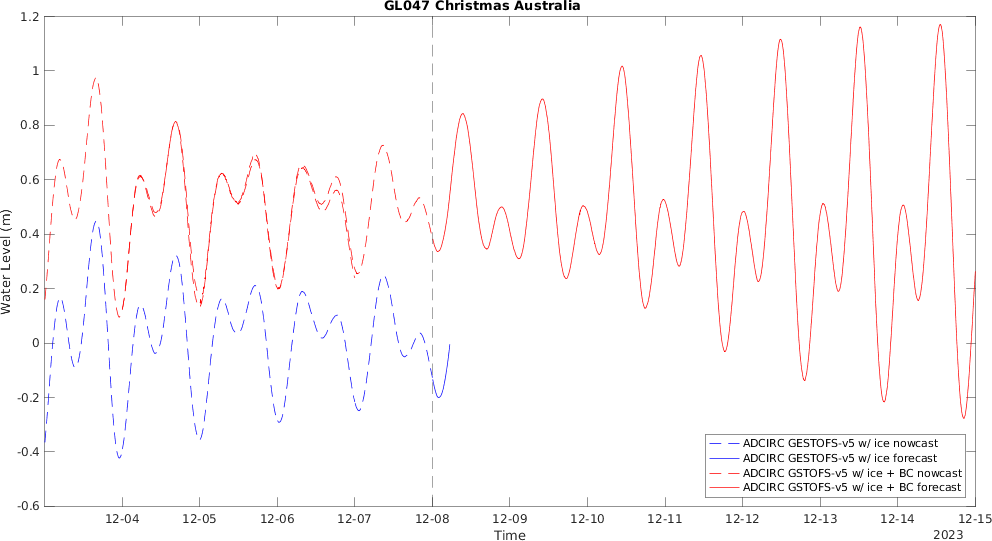 GL047 Christmas Australia
Water Level (m)
1.2
1
0.8
0.6
0.4
0.2
0
-0.2
-0.4
-0.6
12-04 12-05 12-06 12-07 12-08 12-09 12-10 12-11 12-12 12-13 12-14 12-15
Time
2023
ADCIRC GESTOFS-v5 w/ ice nowcast
ADCIRC GESTOFS-v5 w/ ice forecast
ADCIRC GSTOFS-v5 w/ ice + BC nowcast
ADCIRC GSTOFS-v5 w/ ice + BC forecast